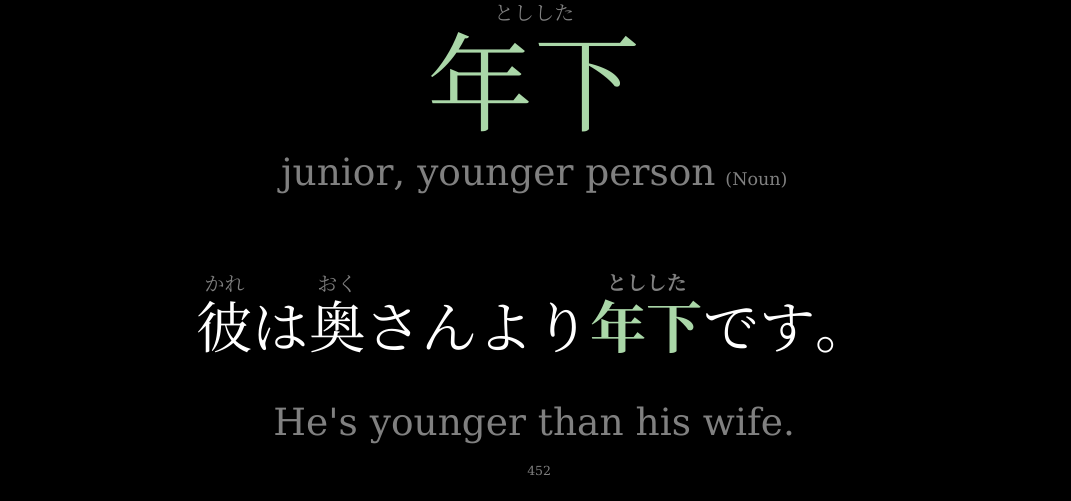 としした
年下
junior, younger person (Noun)
かれ おく としした
彼は奥さんより年下です。
He's younger than his wife.
452